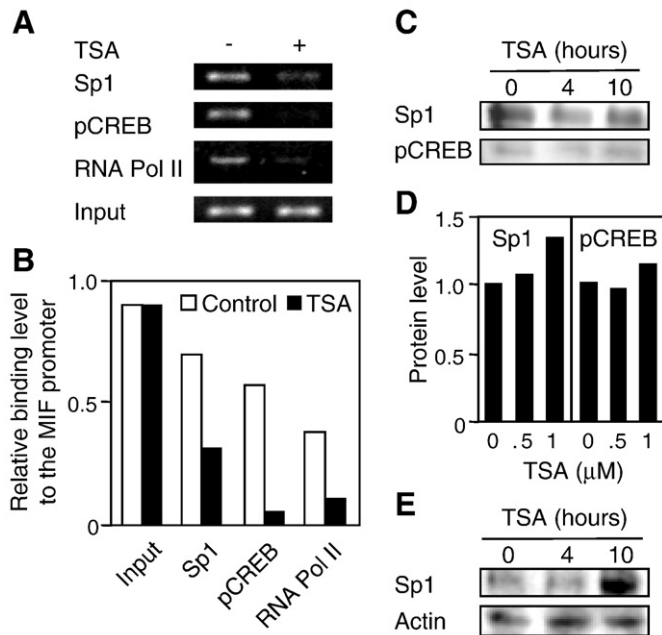 A
TSA - +
Sp1
pCREB
RNA Pol II
Input
B
Relative binding level
to the MIF promoter
1.0
0.5
0
Control TSA
Input Sp1 pCREB RNA Pol II
C
TSA (hours)
0 4 10
Sp1
pCREB
D
Protein level
1.5
1.0
0.5
0
Sp1 pCREB
0 .5 1 0 .5 1
TSA (μM)
E
TSA (hours)
0 4 10
Sp1
Actin